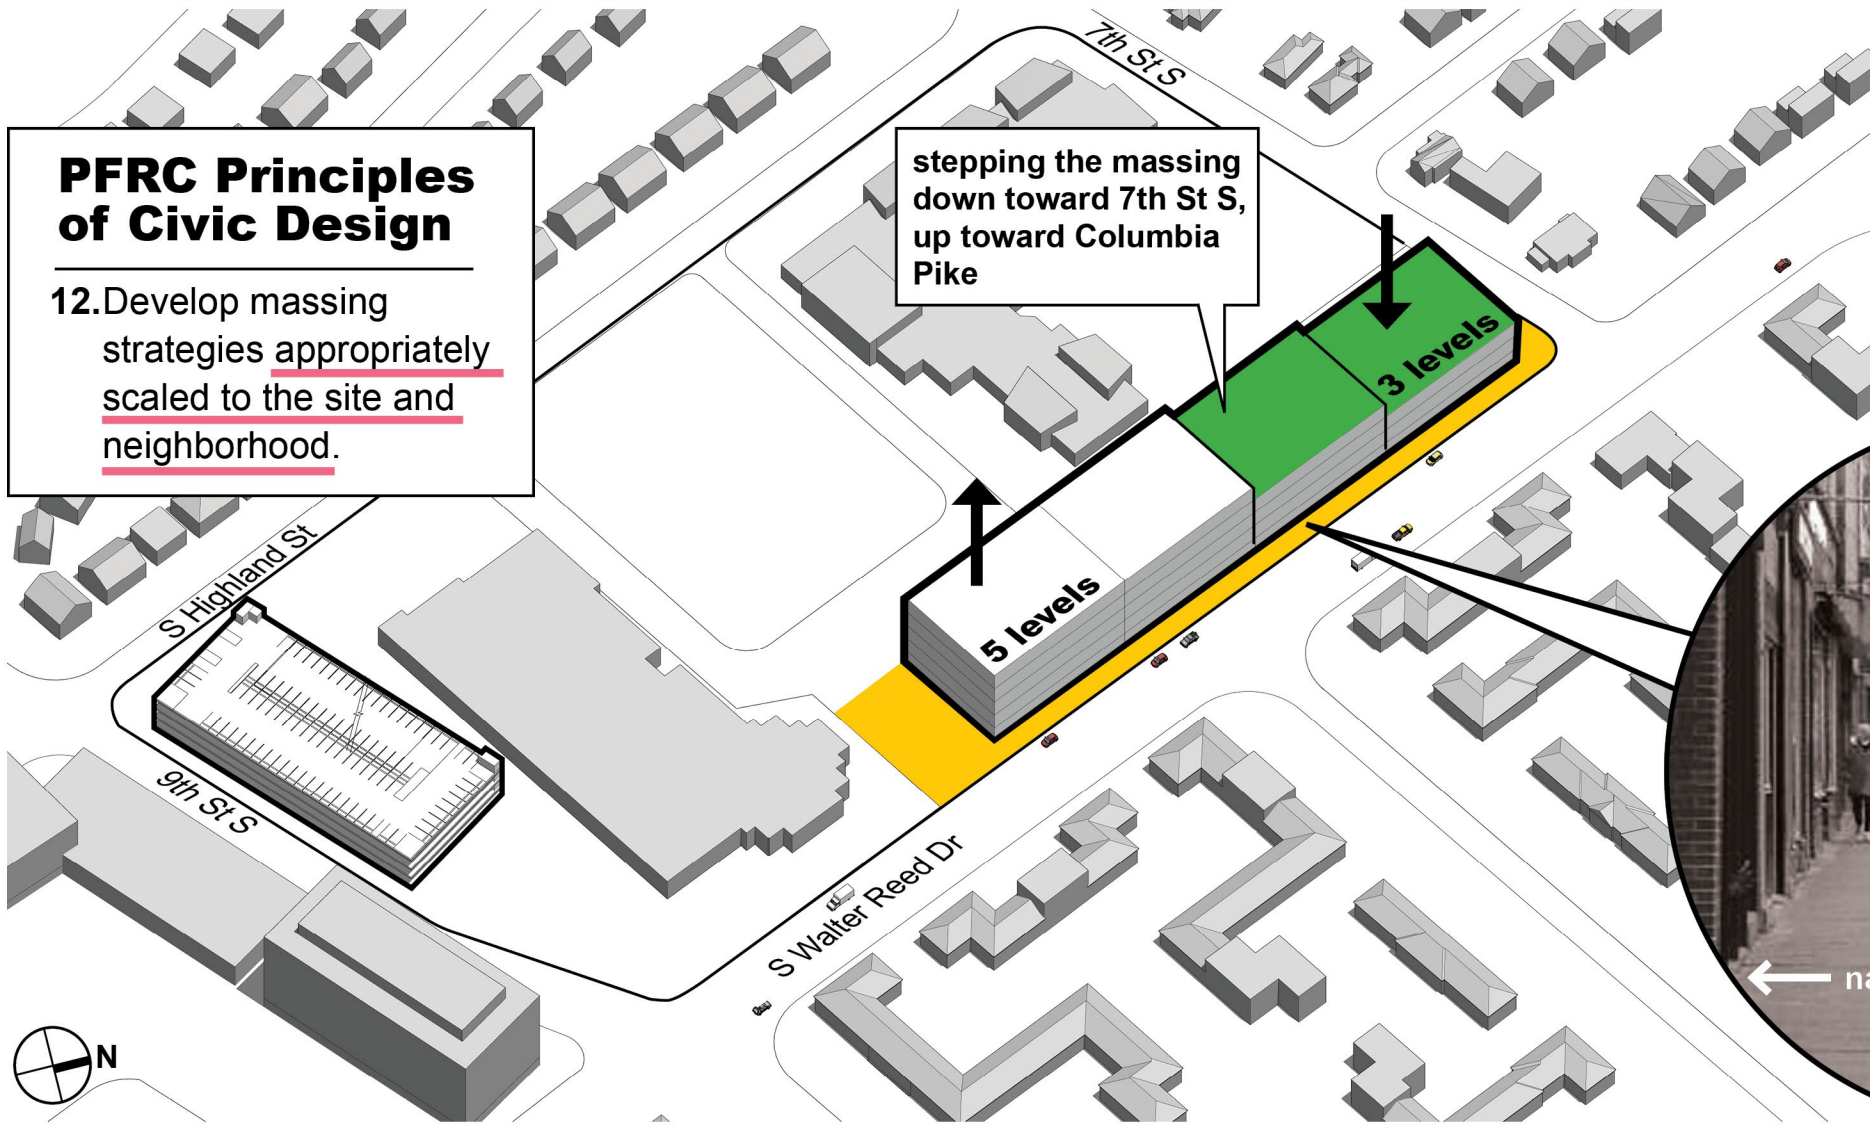 7th St S
PFRC Principles
of Civic Design
12. Develop massing
strategies appropriately
scaled to the site and
neighborhood.
stepping the massing
down toward 7th St S,
up toward Columbia
Pike
3 levels
5 levels
S Highland St
9th St S
S Walter Reed Dr
N